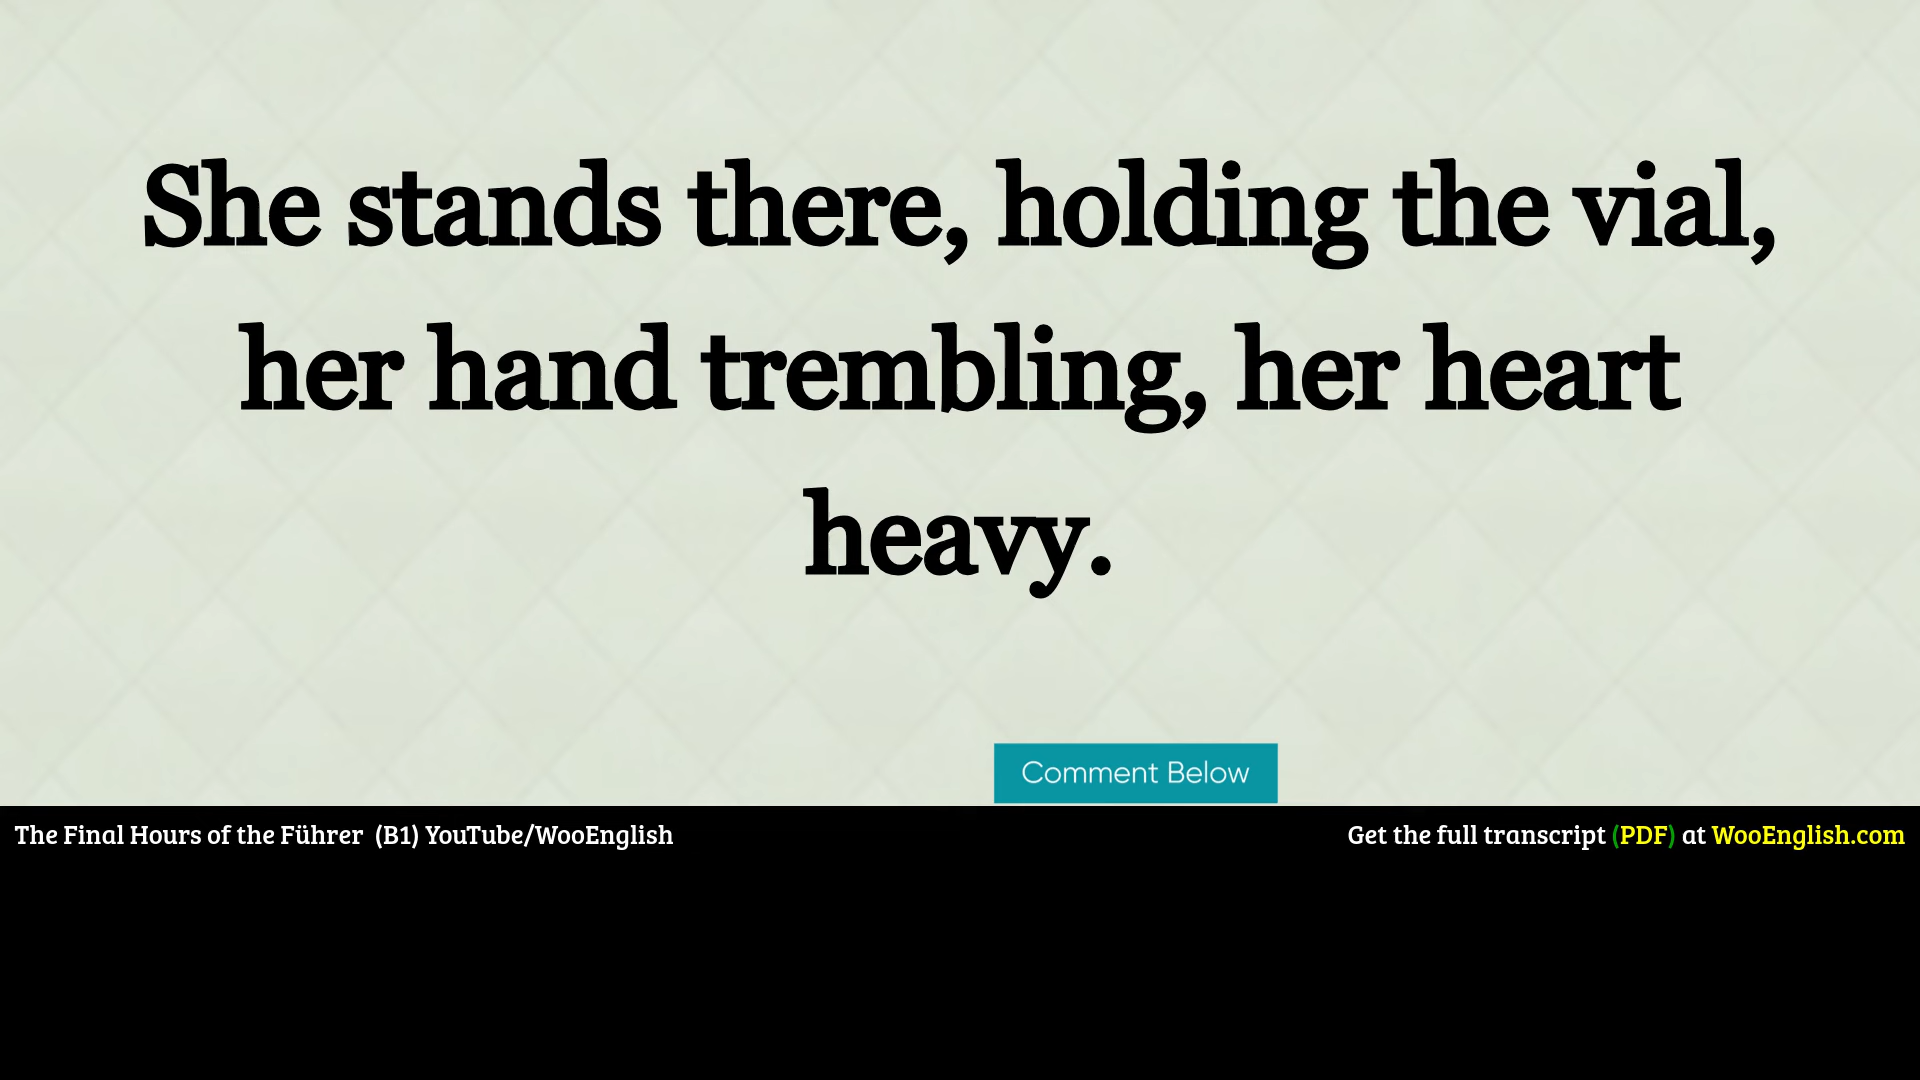 She stands there, holding the vial,
her hand trembling, her heart
heavy.
Comment Below
The Final Hours of the Führer (B1) YouTube/WooEnglish
Get the full transcript (PDF) at WooEnglish.com